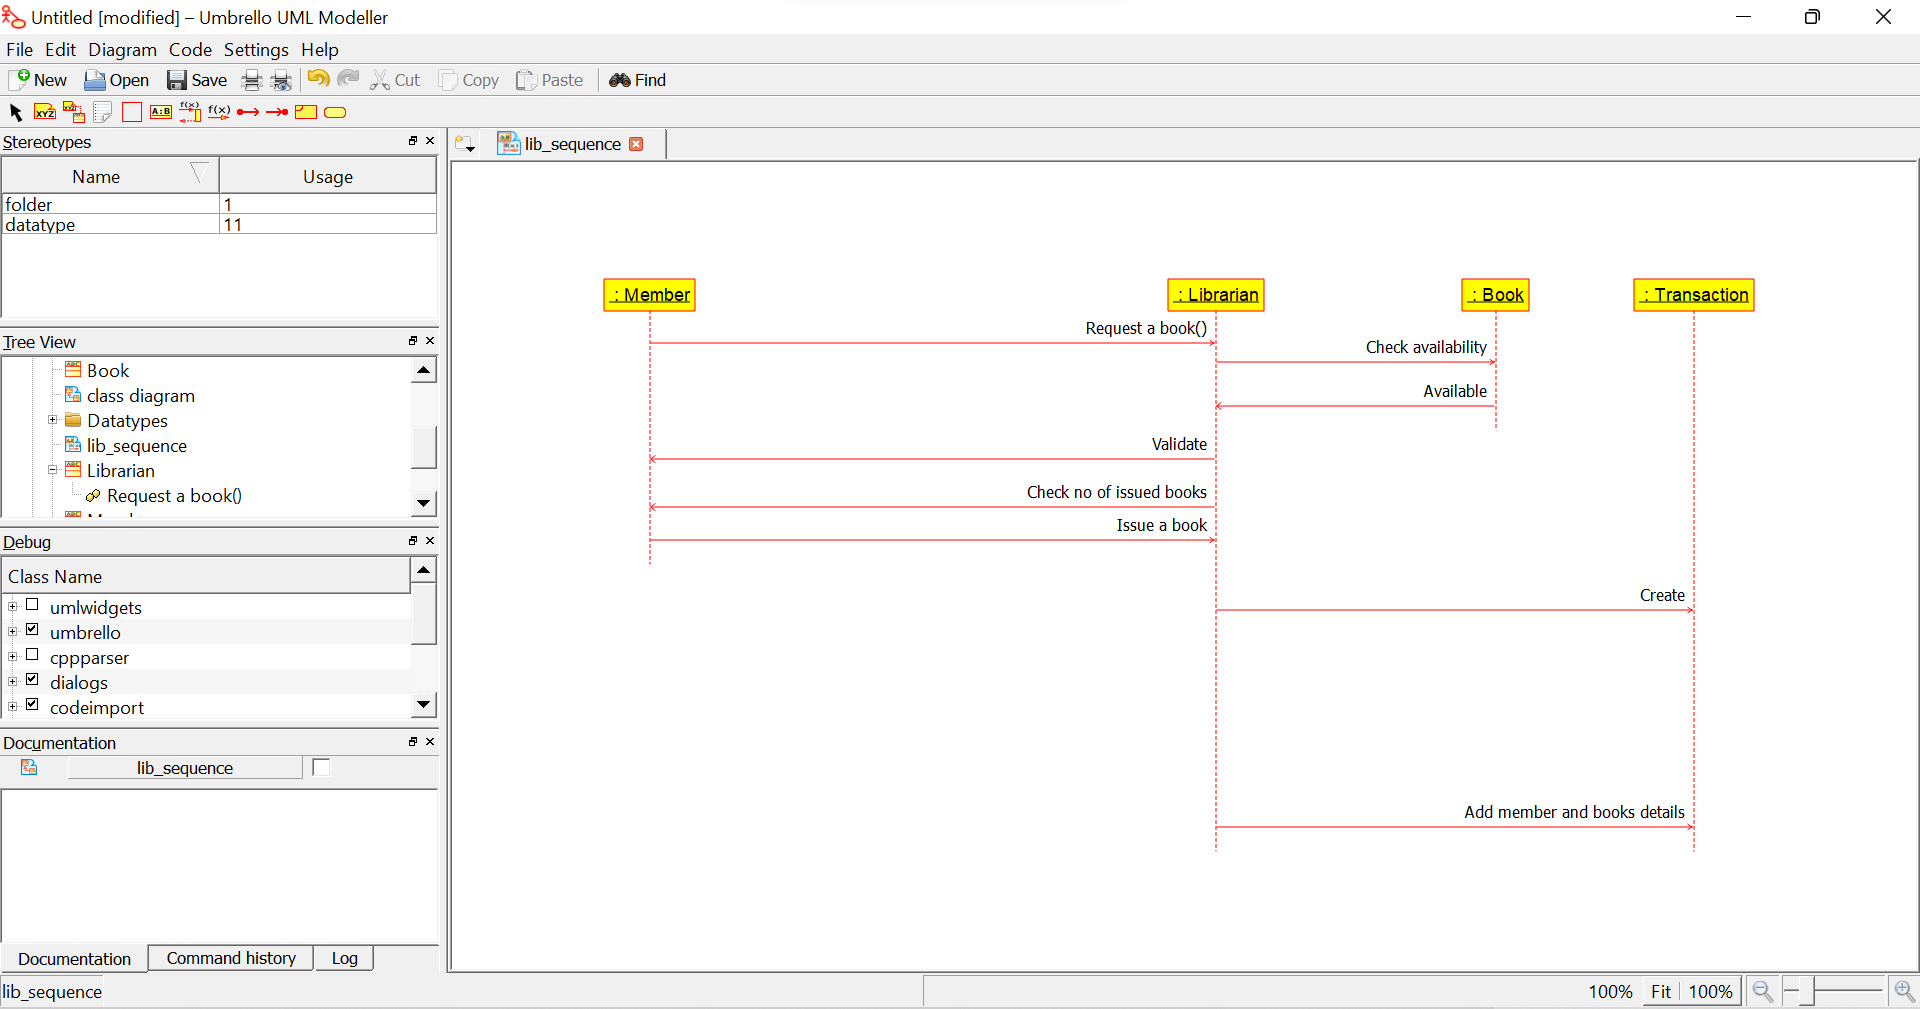 Untitled [modified] – Umbrello UML Modeller
File Edit Diagram Code Settings Help
New Open Save Cut Copy Paste Find
XYZ XYZ A:B f(x) f(x)
Stereotypes
lib_sequence
Name Usage
folder 1
datatype 11
Tree View
Book
class diagram
Datatypes
lib_sequence
Librarian
Request a book()
Debug
Class Name
umlwidgets
umbrello
cppparser
dialogs
codeimport
Documentation
lib_sequence
Documentation Command history Log
: Member : Librarian : Book : Transaction
Request a book()
Check availability
Available
Validate
Check no of issued books
Issue a book
Create
Add member and books details
lib_sequence 100% Fit 100%